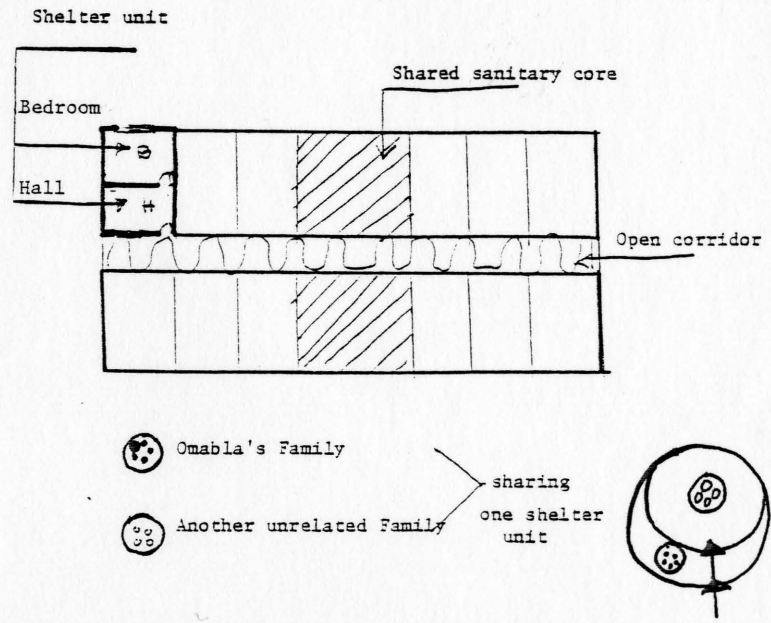 Shelter unit
Shared sanitary core
Bedroom
B
Hall
H
Open corridor
Omabla's Family
Another unrelated Family
sharing
one shelter
unit